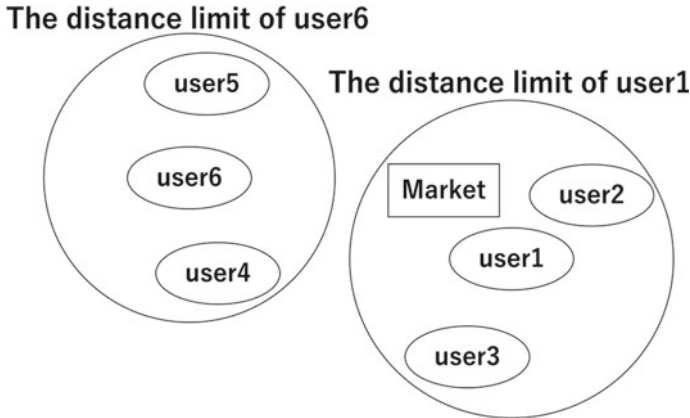 The distance limit of user6
user5
user6
user4
The distance limit of user1
Market
user2
user1
user3